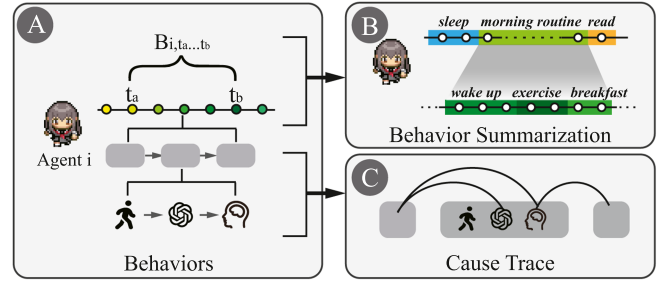 A
Bi,ta...tb
ta
tb
Agent i
Behaviors
B
sleep morning routine read
wake up exercise breakfast
Behavior Summarization
C
Cause Trace